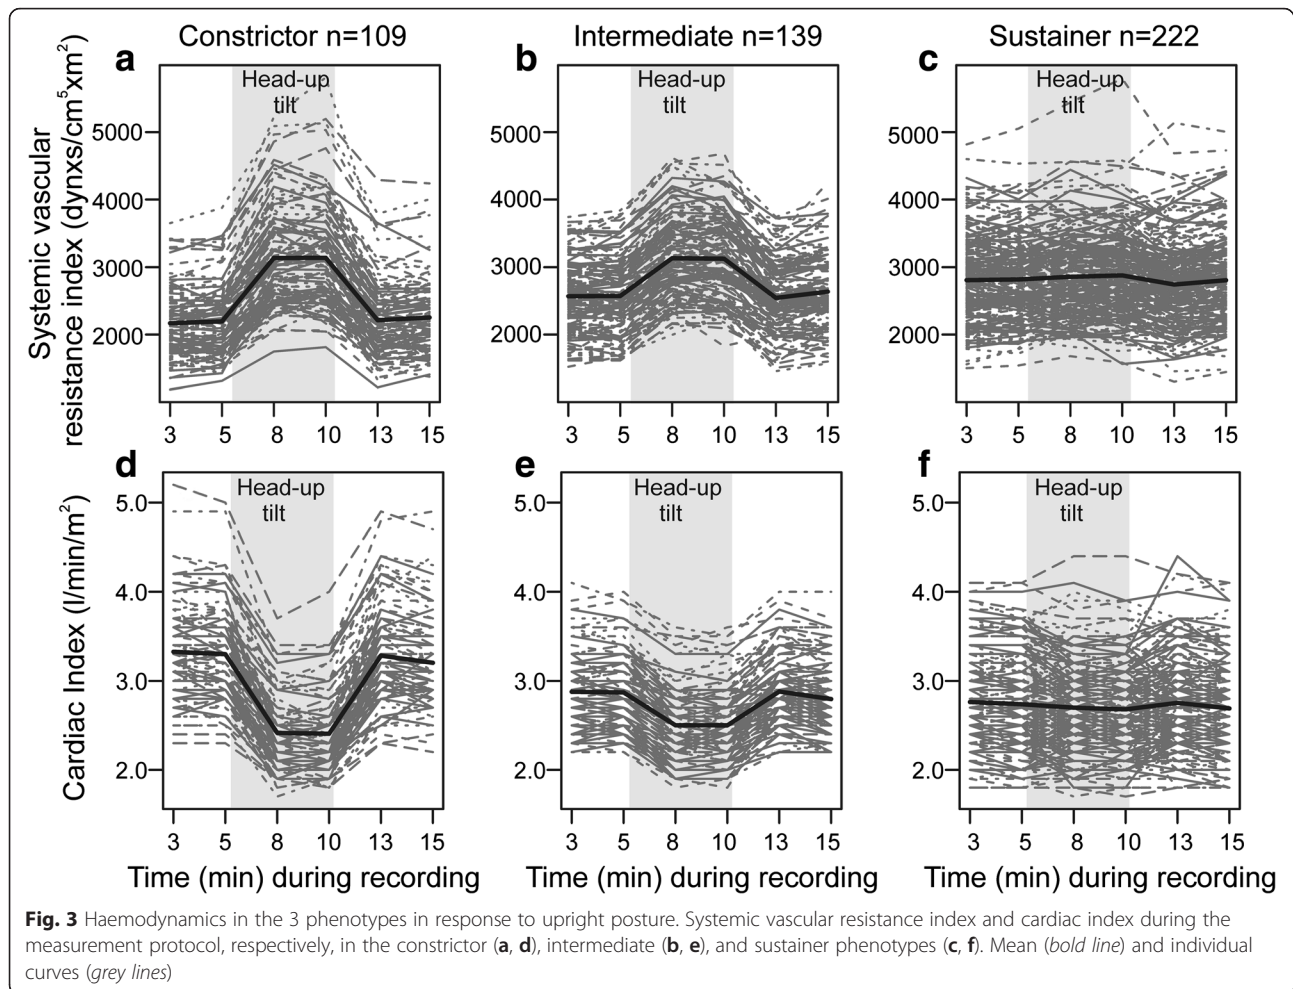 Constrictor n=109
Intermediate n=139
Sustainer n=222
a
b
c
Systemic vascular
resistance index (dynxs/cm⁵xm²)
Head-up
tilt
Head-up
tilt
Head-up
tilt
5000
4000
3000
2000
5000
4000
3000
2000
5000
4000
3000
2000
3 5 8 10 13 15
3 5 8 10 13 15
3 5 8 10 13 15
d
e
f
Cardiac Index (l/min/m²)
Head-up
tilt
Head-up
tilt
Head-up
tilt
5.0
4.0
3.0
2.0
5.0
4.0
3.0
2.0
5.0
4.0
3.0
2.0
3 5 8 10 13 15
3 5 8 10 13 15
3 5 8 10 13 15
Time (min) during recording
Time (min) during recording
Time (min) during recording
Fig. 3 Haemodynamics in the 3 phenotypes in response to upright posture. Systemic vascular resistance index and cardiac index during the
measurement protocol, respectively, in the constrictor (a, d), intermediate (b, e), and sustainer phenotypes (c, f). Mean (bold line) and individual
curves (grey lines)